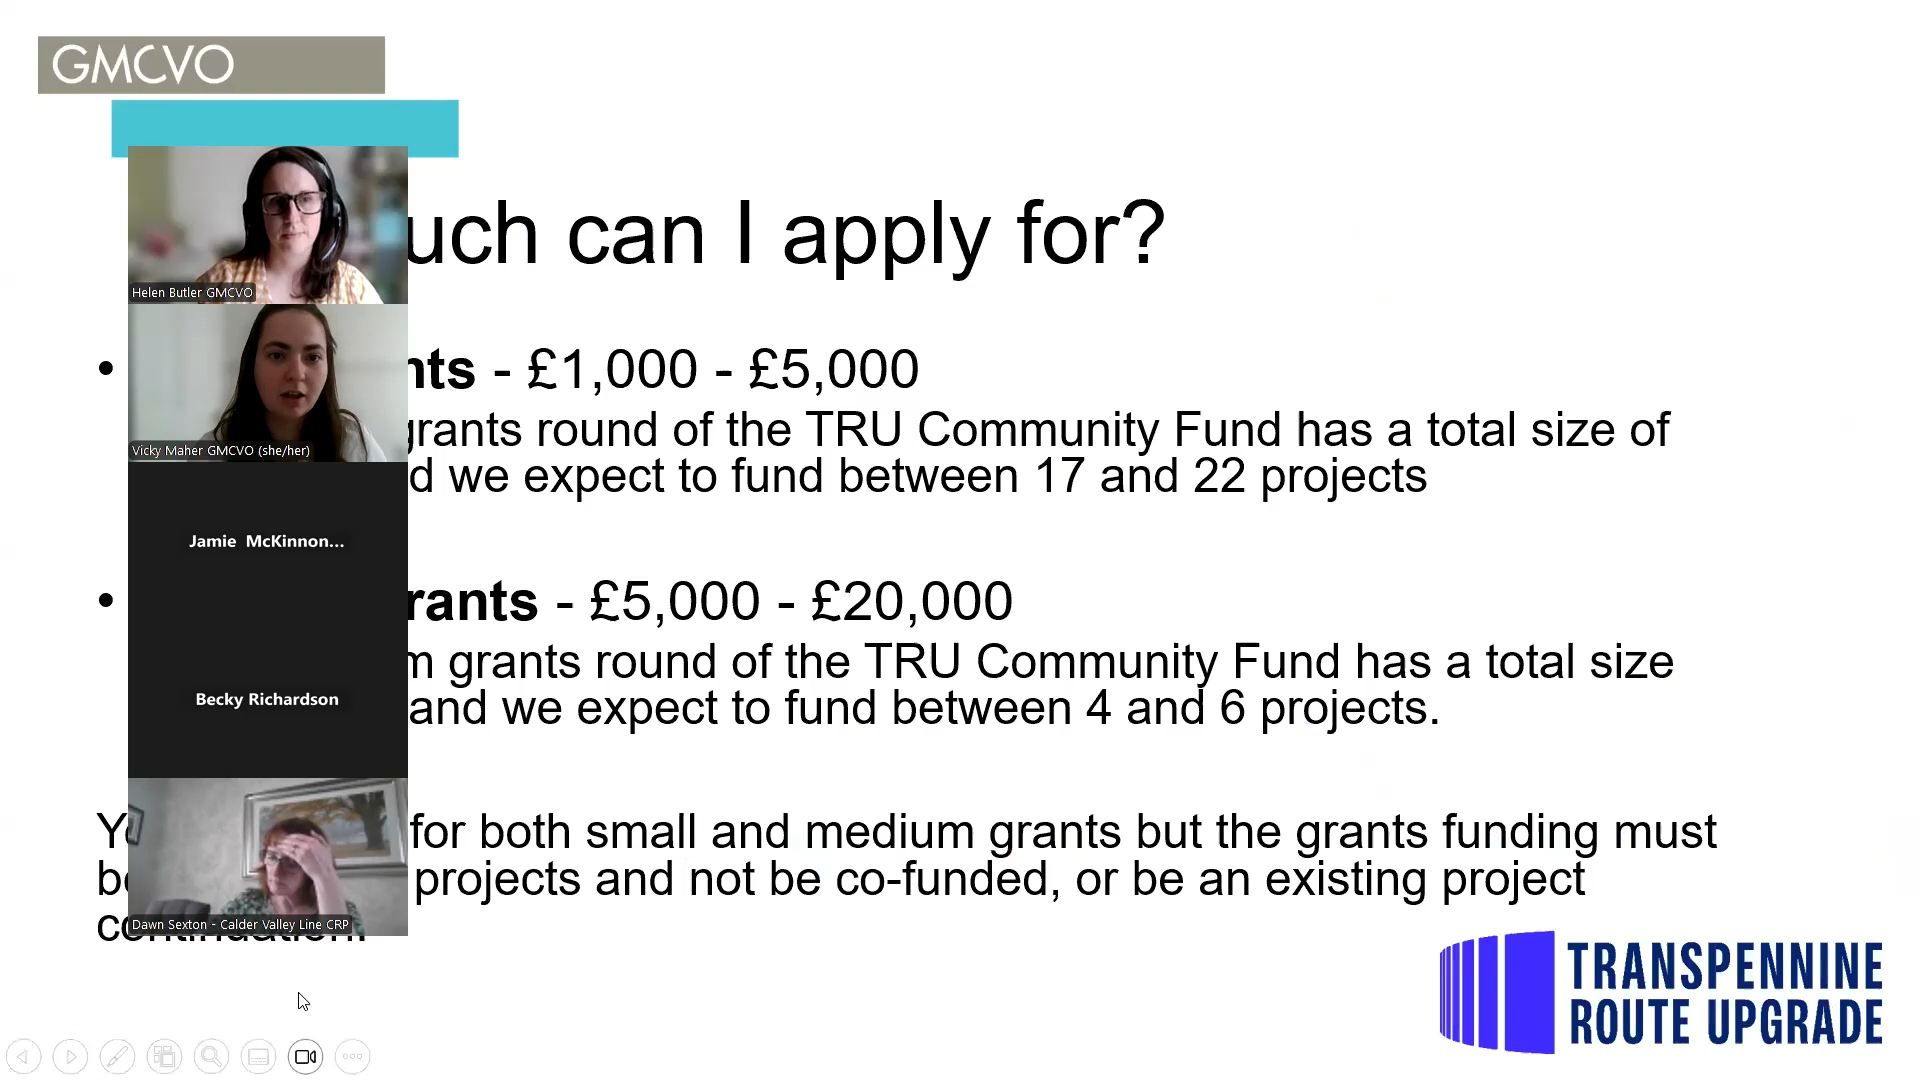 GMCVO
uch can I apply for?
Helen Butler GMCVO
• nts - £1,000 - £5,000
grants round of the TRU Community Fund has a total size of
Vicky Maher GMCVO (she/her)
d we expect to fund between 17 and 22 projects
Jamie McKinnon...
• rants - £5,000 - £20,000
m grants round of the TRU Community Fund has a total size
Becky Richardson
and we expect to fund between 4 and 6 projects.
for both small and medium grants but the grants funding must
projects and not be co-funded, or be an existing project
Dawn Sexton - Calder Valley Line CRP
TRANSPENNINE
ROUTE UPGRADE